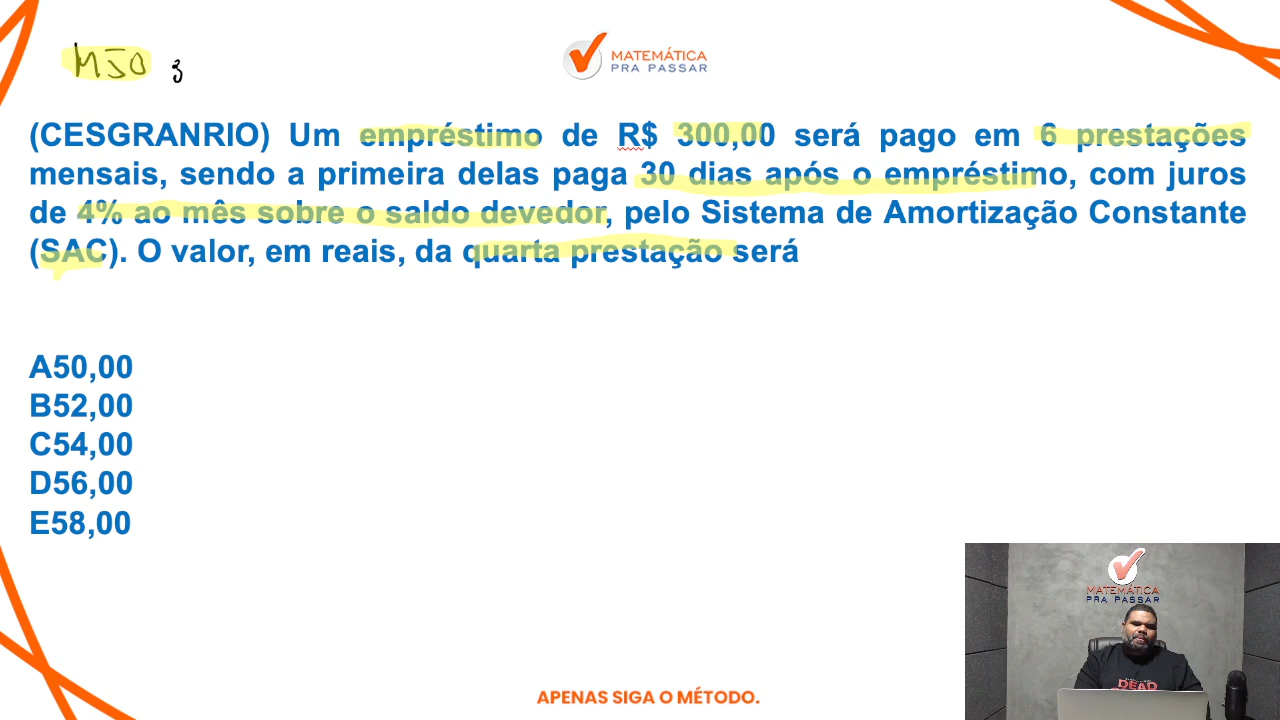 MJO 3
MATEMÁTICA
PRA PASSAR
(CESGRANRIO) Um empréstimo de R$ 300,00 será pago em 6 prestações
mensais, sendo a primeira delas paga 30 dias após o empréstimo, com juros
de 4% ao mês sobre o saldo devedor, pelo Sistema de Amortização Constante
(SAC). O valor, em reais, da quarta prestação será
A50,00
B52,00
C54,00
D56,00
E58,00
MATEMÁTICA
PRA PASSAR
DEAD
APENAS SIGA O MÉTODO.